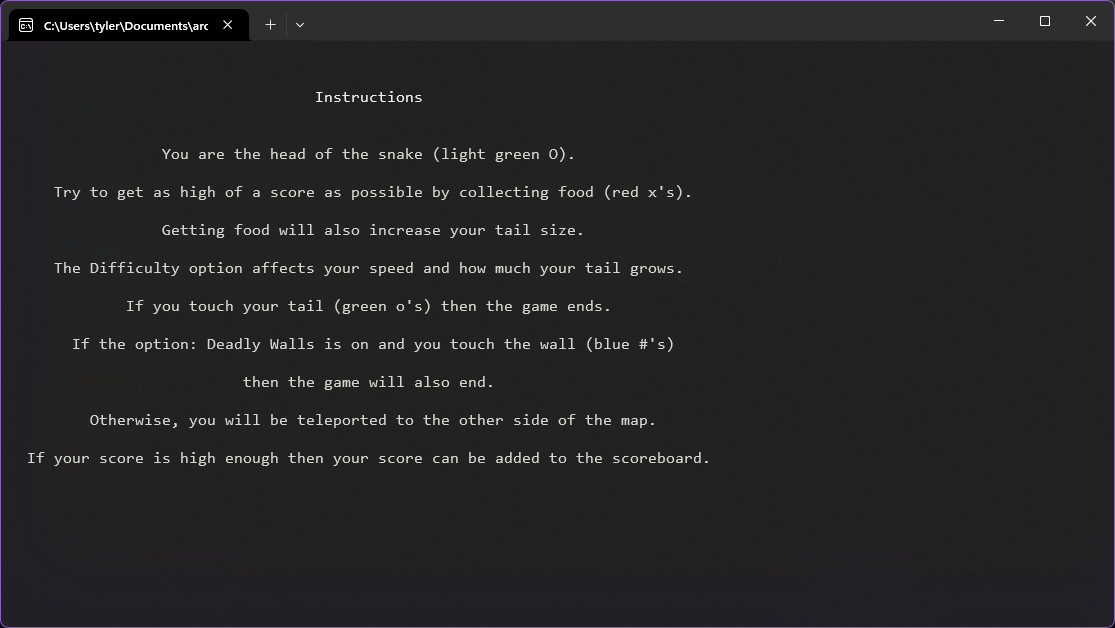 C:\Users\tyler\Documents\arc
Instructions
You are the head of the snake (light green O).
Try to get as high of a score as possible by collecting food (red x's).
Getting food will also increase your tail size.
The Difficulty option affects your speed and how much your tail grows.
If you touch your tail (green o's) then the game ends.
If the option: Deadly Walls is on and you touch the wall (blue #'s)
then the game will also end.
Otherwise, you will be teleported to the other side of the map.
If your score is high enough then your score can be added to the scoreboard.